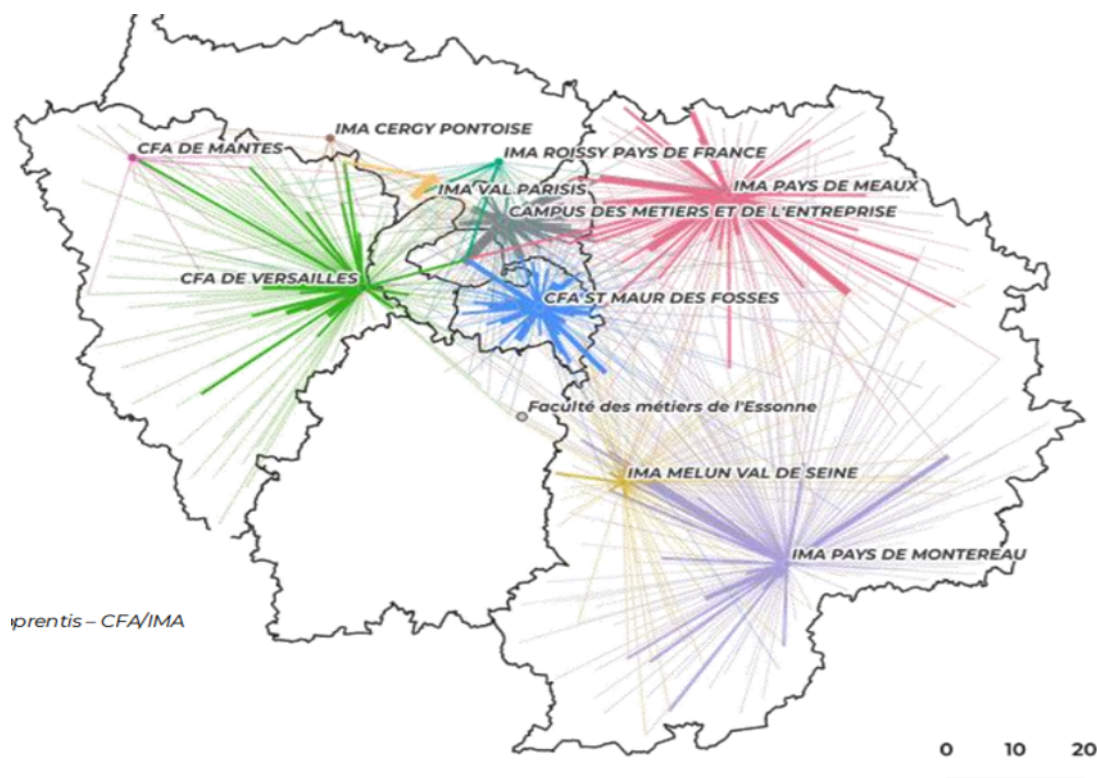 IMA CERGY PONTOISE
CFA DE MANTES
IMA ROISSY PAYS DE FRANCE
IMA VAL PARISIS
IMA PAYS DE MEAUX
CAMPUS DES METIERS ET DE L'ENTREPRISE
CFA DE VERSAILLES
CFA ST MAUR DES FOSSES
Faculté des métiers de l'Essonne
IMA MELUN VAL DE SEINE
IMA PAYS DE MONTEREAU
prentis – CFA/IMA
0 10 20